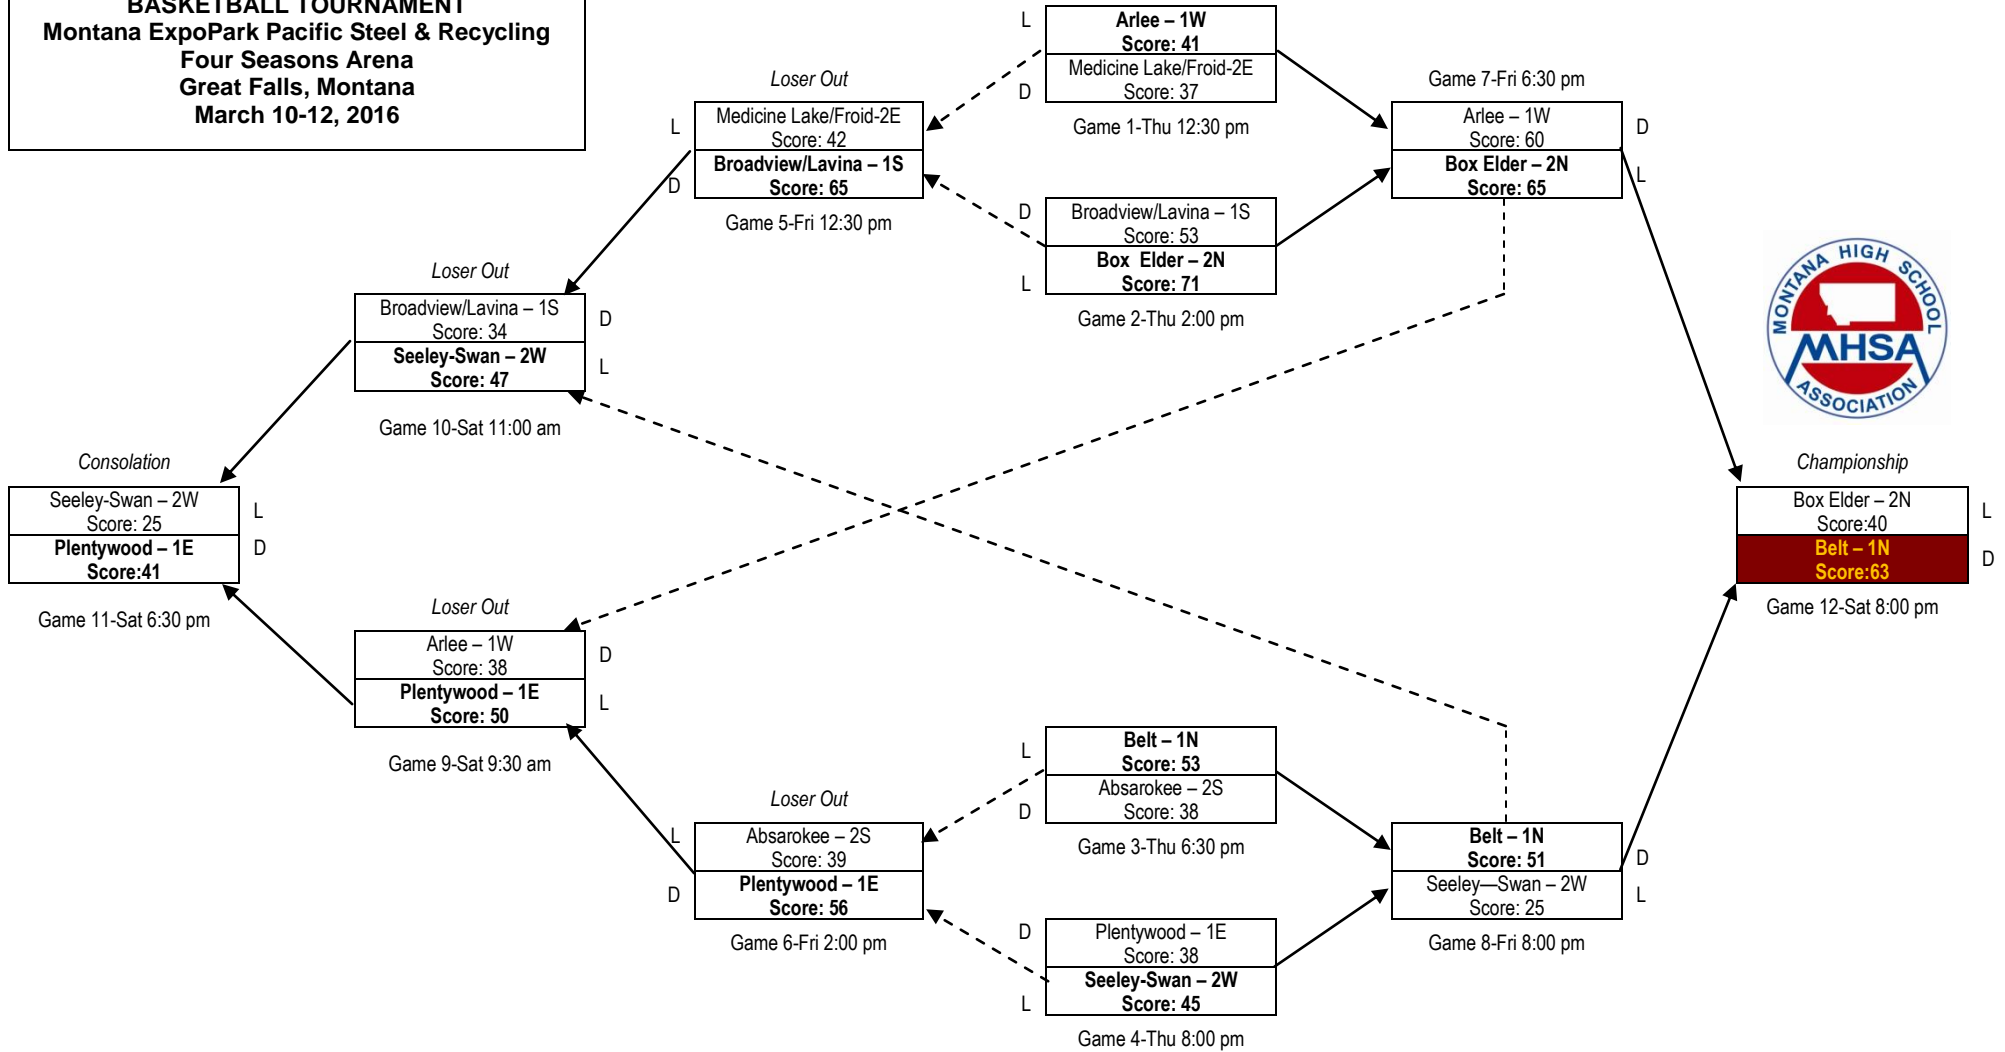 BASKETBALL TOURNAMENT
Montana ExpoPark Pacific Steel & Recycling
Four Seasons Arena
Great Falls, Montana
March 10-12, 2016
L
Arlee – 1W
Score: 41
Medicine Lake/Froid-2E
Score: 37
D
Game 1-Thu 12:30 pm
D
Broadview/Lavina – 1S
Score: 53
Box Elder – 2N
Score: 71
L
Game 2-Thu 2:00 pm
Loser Out
L
Medicine Lake/Froid-2E
Score: 42
Broadview/Lavina – 1S
Score: 65
D
Game 5-Fri 12:30 pm
Game 7-Fri 6:30 pm
Arlee – 1W
Score: 60
D
Box Elder – 2N
Score: 65
L
MONTANA HIGH SCHOOL
MHSA
ASSOCIATION
Loser Out
Broadview/Lavina – 1S
Score: 34
D
Seeley-Swan – 2W
Score: 47
L
Game 10-Sat 11:00 am
Consolation
Seeley-Swan – 2W
Score: 25
L
Plentywood – 1E
Score:41
D
Game 11-Sat 6:30 pm
Championship
Box Elder – 2N
Score:40
L
Belt – 1N
Score:63
D
Game 12-Sat 8:00 pm
Loser Out
Arlee – 1W
Score: 38
D
Plentywood – 1E
Score: 50
L
Game 9-Sat 9:30 am
L
Belt – 1N
Score: 53
Absarokee – 2S
Score: 38
D
Game 3-Thu 6:30 pm
Loser Out
L
Absarokee – 2S
Score: 39
Plentywood – 1E
Score: 56
D
Game 6-Fri 2:00 pm
Belt – 1N
Score: 51
D
Seeley—Swan – 2W
Score: 25
L
Game 8-Fri 8:00 pm
D
Plentywood – 1E
Score: 38
Seeley-Swan – 2W
Score: 45
L
Game 4-Thu 8:00 pm